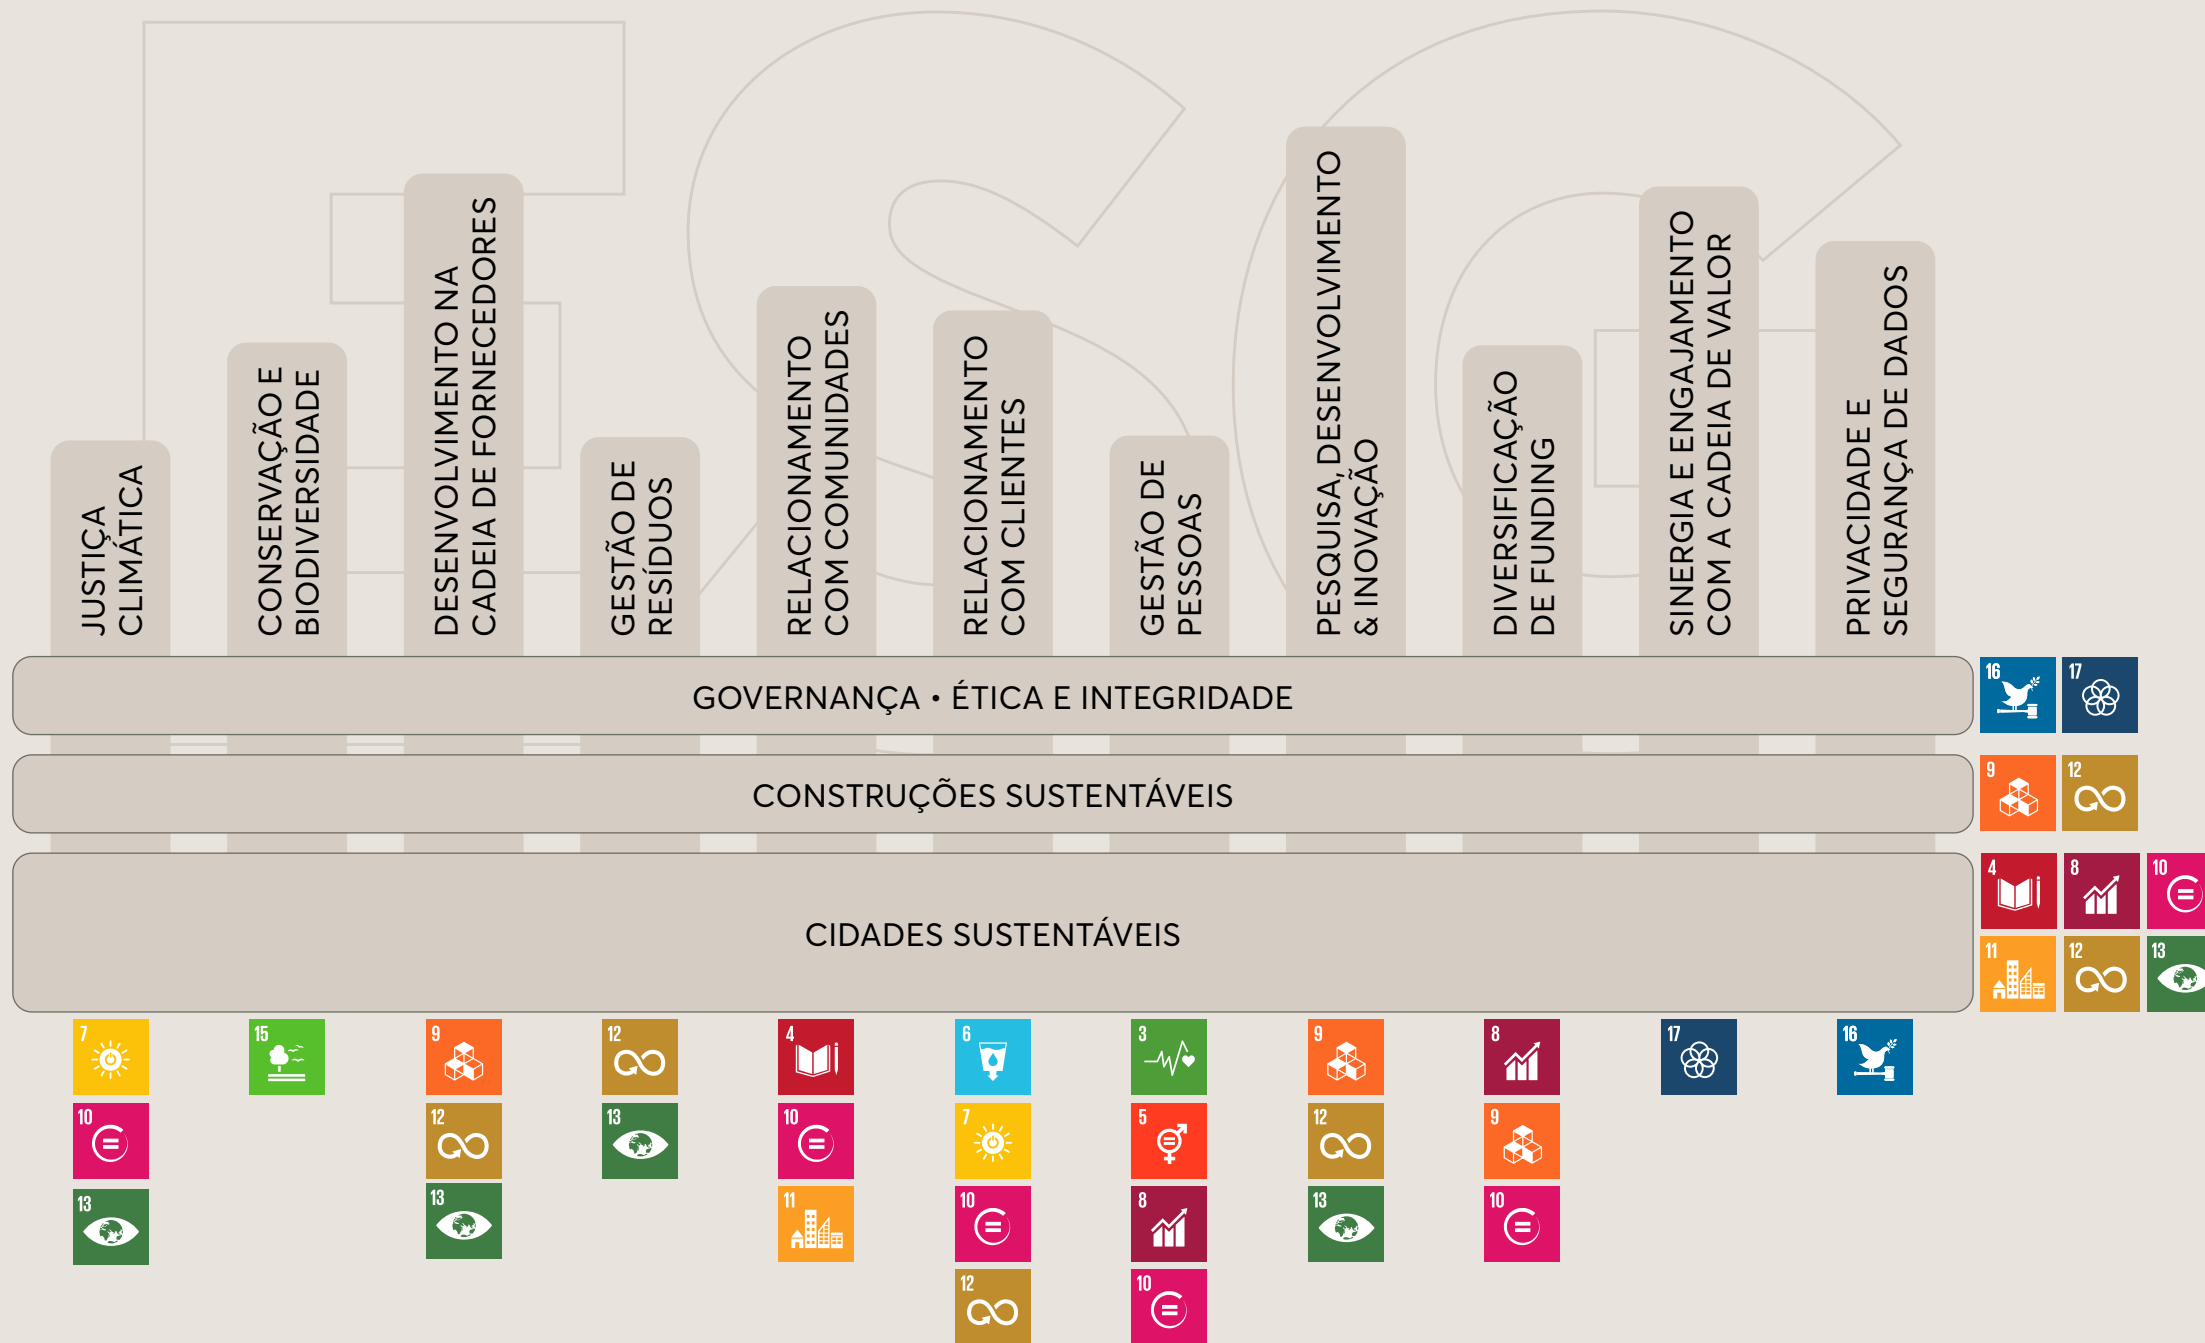 ESG
JUSTIÇA
CLIMÁTICA
CONSERVAÇÃO E
BIODIVERSIDADE
DESENVOLVIMENTO NA
CADEIA DE FORNECEDORES
GESTÃO DE
RESÍDUOS
RELACIONAMENTO
COM COMUNIDADES
RELACIONAMENTO
COM CLIENTES
GESTÃO DE
PESSOAS
PESQUISA, DESENVOLVIMENTO
& INOVAÇÃO
DIVERSIFICAÇÃO
DE FUNDING
SINERGIA E ENGAJAMENTO
COM A CADEIA DE VALOR
PRIVACIDADE E
SEGURANÇA DE DADOS
GOVERNANÇA • ÉTICA E INTEGRIDADE
16 17
CONSTRUÇÕES SUSTENTÁVEIS
9 12
CIDADES SUSTENTÁVEIS
4 8 10
11 12 13
7 15 9 12 4 6 3 9 8 17 16
10 12 13 10 7 5 12 9
13 13 11 10 8 13 10
12 10